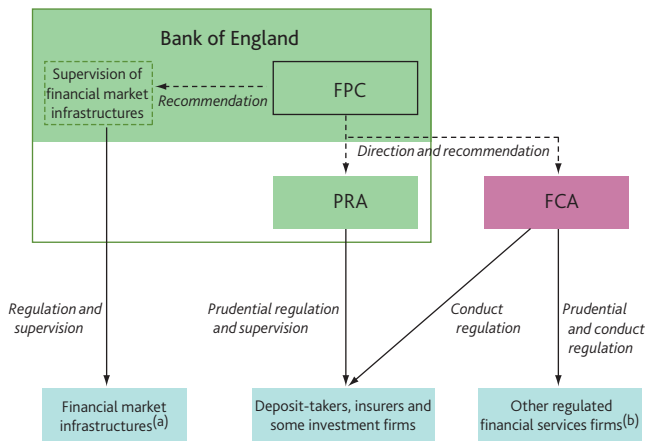 Bank of England
Supervision of
financial market
infrastructures
Recommendation
FPC
Direction and recommendation
PRA
FCA
Regulation and
supervision
Prudential regulation
and supervision
Conduct
regulation
Prudential
and conduct
regulation
Financial market
infrastructures(a)
Deposit-takers, insurers and
some investment firms
Other regulated
financial services firms(b)